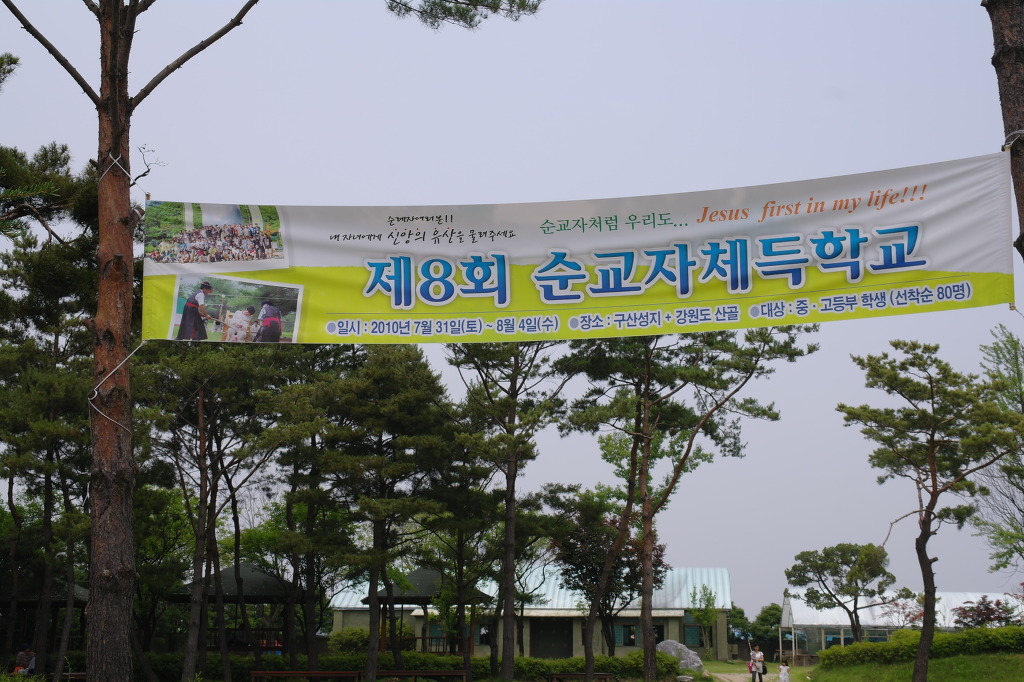 순례자여러분!!
내 자녀에게 신앙의 유산을 물려주세요
순교자처럼 우리도... Jesus first in my life!!!
제8회 순교자체득학교
●일시 : 2010년 7월 31일(토) ~ 8월 4일(수) ●장소 : 구산성지 + 강원도 산골 ●대상 : 중·고등부 학생 (선착순 80명)